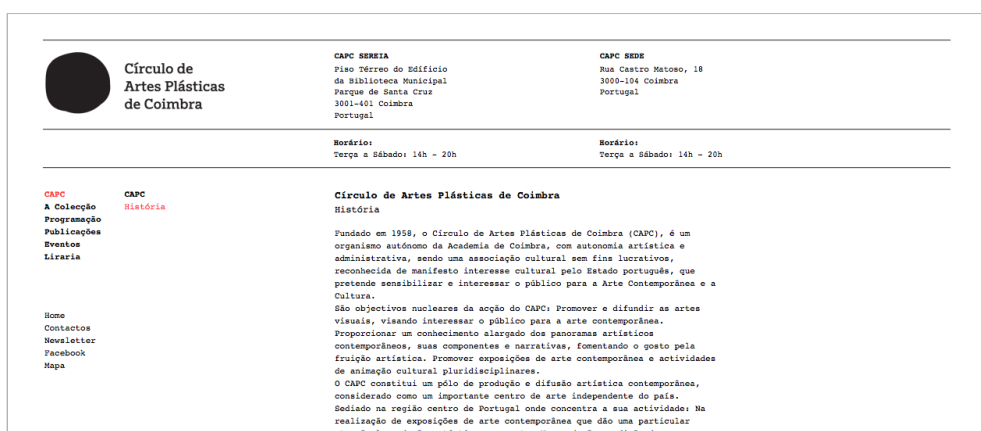 Círculo de
Artes Plásticas
de Coimbra
CAPC SEREIA
Piso Térreo do Edifício
da Biblioteca Municipal
Parque de Santa Cruz
3001-401 Coimbra
Portugal
CAPC SEDE
Rua Castro Matoso, 18
3000-104 Coimbra
Portugal
Horário:
Terça a Sábado: 14h - 20h
Horário:
Terça a Sábado: 14h - 20h
CAPC
A Colecção
Programação
Publicações
Eventos
Liraria
CAPC
História
Home
Contactos
Newsletter
Facebook
Mapa
Círculo de Artes Plásticas de Coimbra
História
Fundado em 1958, o Círculo de Artes Plásticas de Coimbra (CAPC), é um
organismo autónomo da Academia de Coimbra, com autonomia artística e
administrativa, sendo uma associação cultural sem fins lucrativos,
reconhecida de manifesto interesse cultural pelo Estado português, que
pretende sensibilizar e interessar o público para a Arte Contemporânea e a
Cultura.
São objectivos nucleares da acção do CAPC: Promover e difundir as artes
visuais, visando interessar o público para a arte contemporânea.
Proporcionar um conhecimento alargado dos panoramas artísticos
contemporâneos, suas componentes e narrativas, fomentando o gosto pela
fruição artística. Promover exposições de arte contemporânea e actividades
de animação cultural pluridisciplinares.
O CAPC constitui um pólo de produção e difusão artística contemporânea,
considerado como um importante centro de arte independente do país.
Sediado na região centro de Portugal onde concentra a sua actividade: Na
realização de exposições de arte contemporânea que dão uma particular